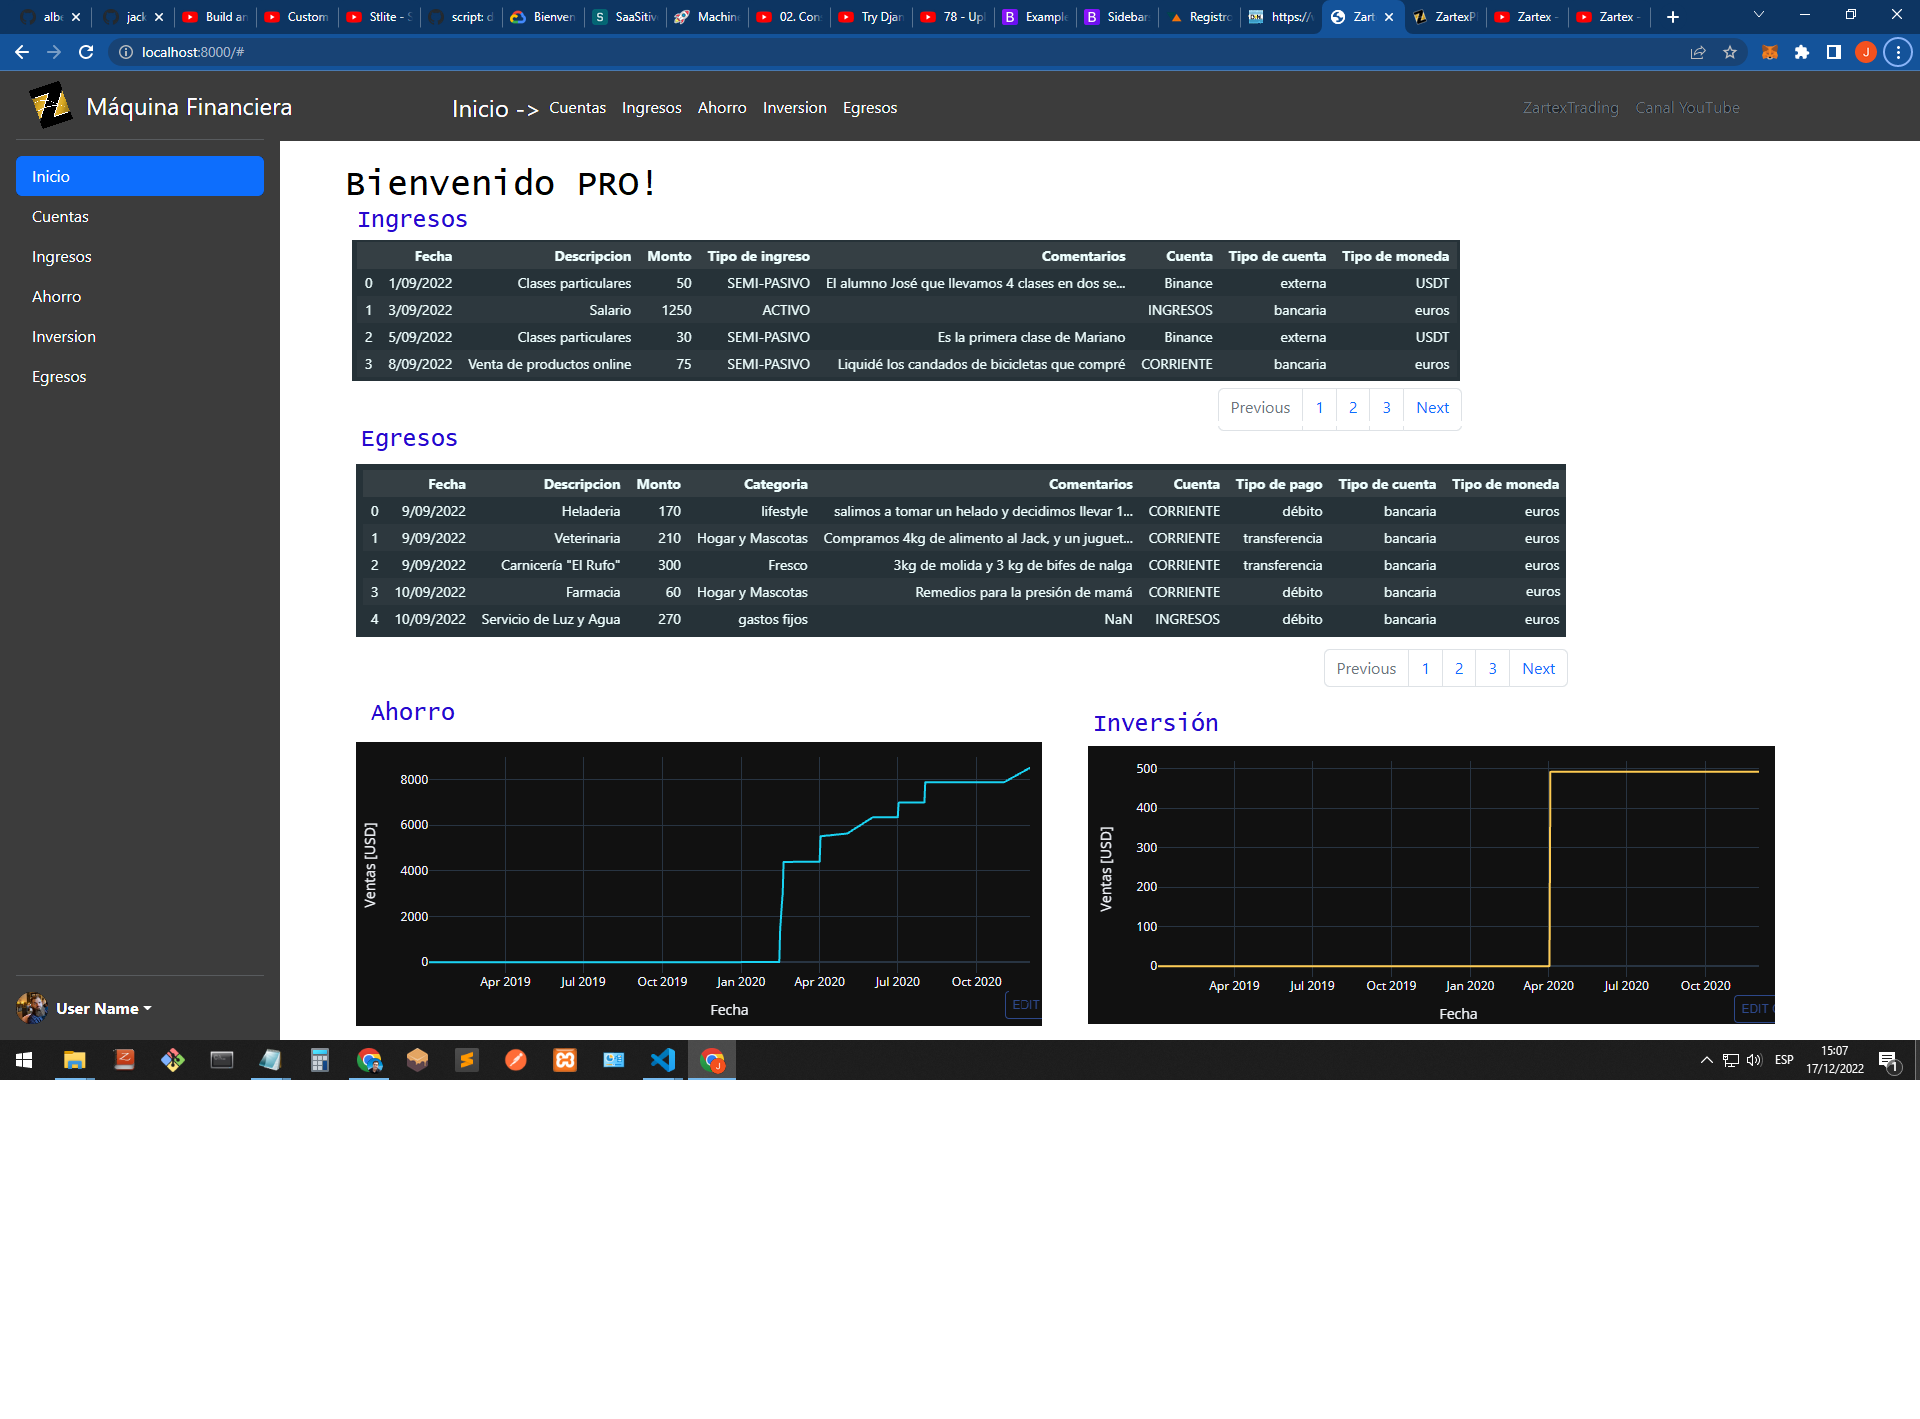 albe
jack
Build an
Custom
Stlite - S
script: d
Bienven
SaaSitive
Machine
02. Con
Try Djan
78 - Upl
Example
Sidebar
Registro
https://
Zart
ZartexP
Zartex -
Zartex -
localhost:8000/#
Máquina Financiera
Inicio -> Cuentas Ingresos Ahorro Inversion Egresos
ZartexTrading Canal YouTube
Inicio
Cuentas
Ingresos
Ahorro
Inversion
Egresos
User Name
Bienvenido PRO!
Ingresos
Fecha Descripcion Monto Tipo de ingreso Comentarios Cuenta Tipo de cuenta Tipo de moneda
0 1/09/2022 Clases particulares 50 SEMI-PASIVO El alumno José que llevamos 4 clases en dos se... Binance externa USDT
1 3/09/2022 Salario 1250 ACTIVO INGRESOS bancaria euros
2 5/09/2022 Clases particulares 30 SEMI-PASIVO Es la primera clase de Mariano Binance externa USDT
3 8/09/2022 Venta de productos online 75 SEMI-PASIVO Liquidé los candados de bicicletas que compré CORRIENTE bancaria euros
Previous 1 2 3 Next
Egresos
Fecha Descripcion Monto Categoria Comentarios Cuenta Tipo de pago Tipo de cuenta Tipo de moneda
0 9/09/2022 Heladeria 170 lifestyle salimos a tomar un helado y decidimos llevar 1... CORRIENTE débito bancaria euros
1 9/09/2022 Veterinaria 210 Hogar y Mascotas Compramos 4kg de alimento al Jack, y un juguet... CORRIENTE transferencia bancaria euros
2 9/09/2022 Carnicería "El Rufo" 300 Fresco 3kg de molida y 3 kg de bifes de nalga CORRIENTE transferencia bancaria euros
3 10/09/2022 Farmacia 60 Hogar y Mascotas Remedios para la presión de mamá CORRIENTE débito bancaria euros
4 10/09/2022 Servicio de Luz y Agua 270 gastos fijos NaN INGRESOS débito bancaria euros
Previous 1 2 3 Next
Ahorro
Ventas [USD]
8000
6000
4000
2000
0
Apr 2019 Jul 2019 Oct 2019 Jan 2020 Apr 2020 Jul 2020 Oct 2020
Fecha
EDIT
Inversión
Ventas [USD]
500
400
300
200
100
0
Apr 2019 Jul 2019 Oct 2019 Jan 2020 Apr 2020 Jul 2020 Oct 2020
Fecha
EDIT
ESP
15:07
17/12/2022
1